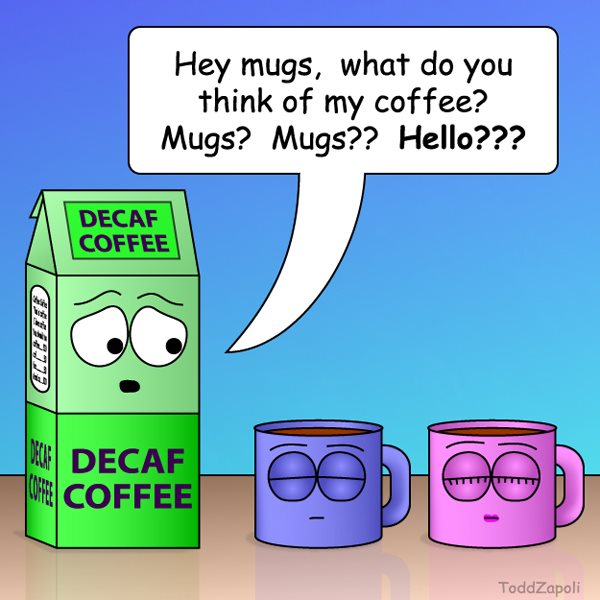 Hey mugs, what do you
think of my coffee?
Mugs? Mugs?? Hello???
DECAF
COFFEE
DECAF
COFFEE
DECAF
COFFEE
ToddZapoli